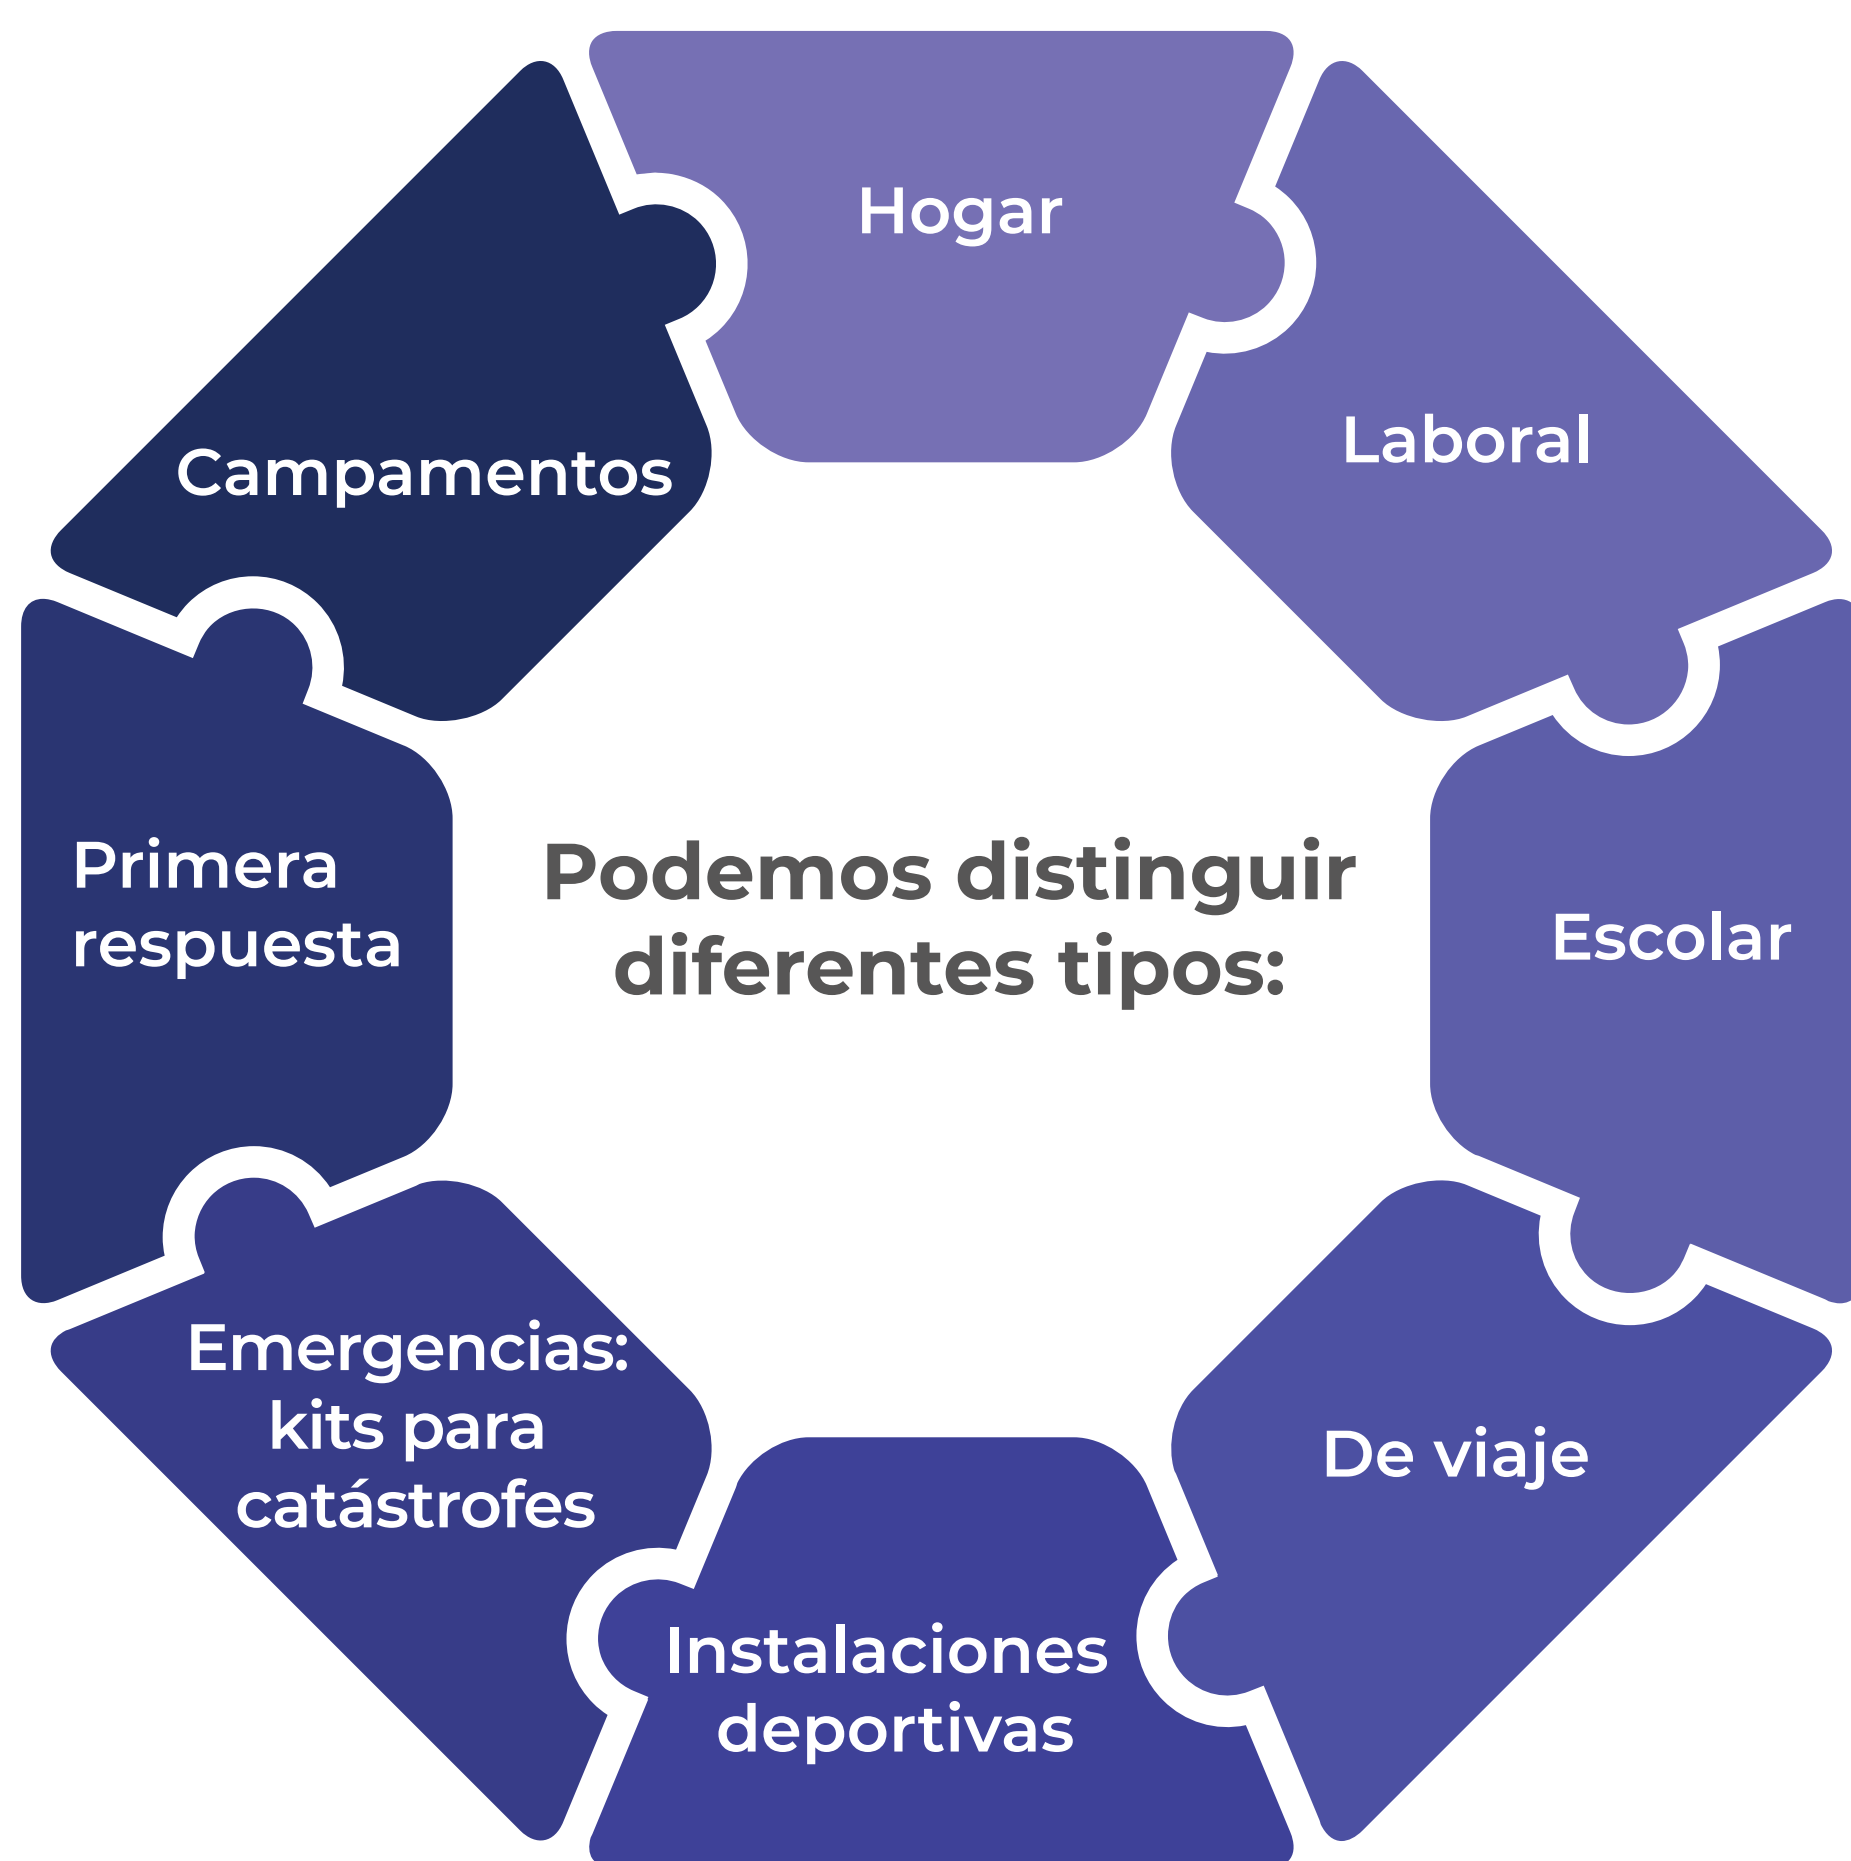 Hogar
Laboral
Campamentos
Primera
respuesta
Podemos distinguir
diferentes tipos:
Escolar
Emergencias:
kits para
catástrofes
De viaje
Instalaciones
deportivas